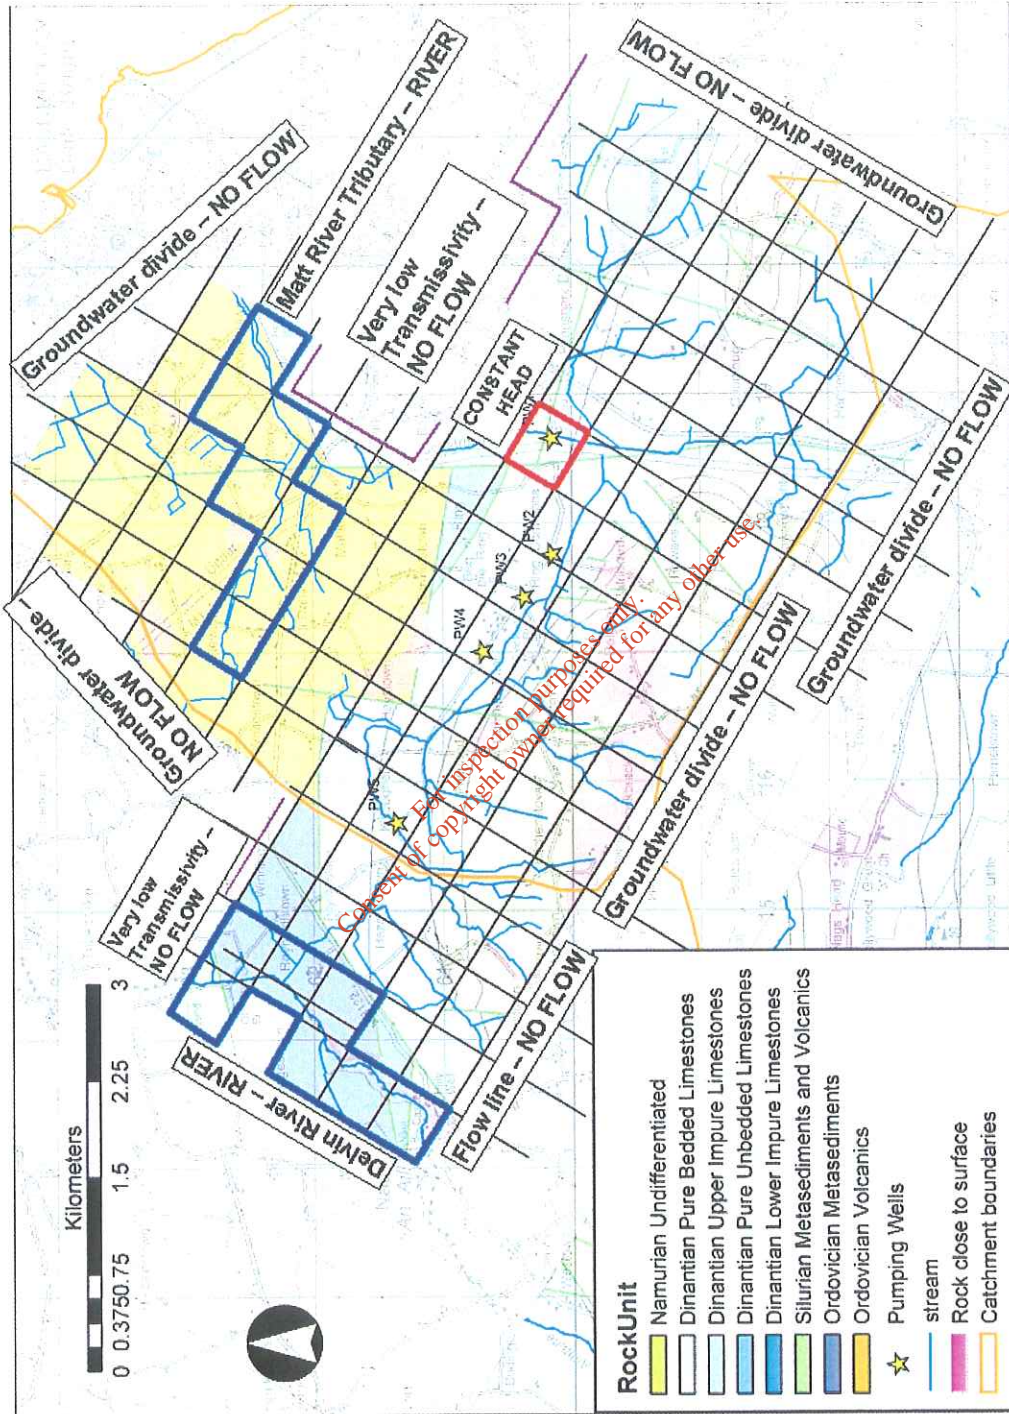 Groundwater divide – NO FLOW
Matt River Tributary – RIVER
Groundwater divide – NO FLOW
Very low
Transmissivity –
NO FLOW
CONSTANT
HEAD
Groundwater divide –
NO FLOW
Very low
Transmissivity –
NO FLOW
Delvin River – RIVER
Flow line – NO FLOW
Groundwater divide – NO FLOW
Groundwater divide – NO FLOW
PW2
PW3
PW4
PW5
For inspection purposes only.
Consent of copyright owner required for any other use
Kilometers
0 0.375 0.75 1.5 2.25 3
RockUnit
Namurian Undifferentiated
Dinantian Pure Bedded Limestones
Dinantian Upper Impure Limestones
Dinantian Pure Unbedded Limestones
Dinantian Lower Impure Limestones
Silurian Metasediments and Volcanics
Ordovician Metasediments
Ordovician Volcanics
Pumping Wells
stream
Rock close to surface
Catchment boundaries